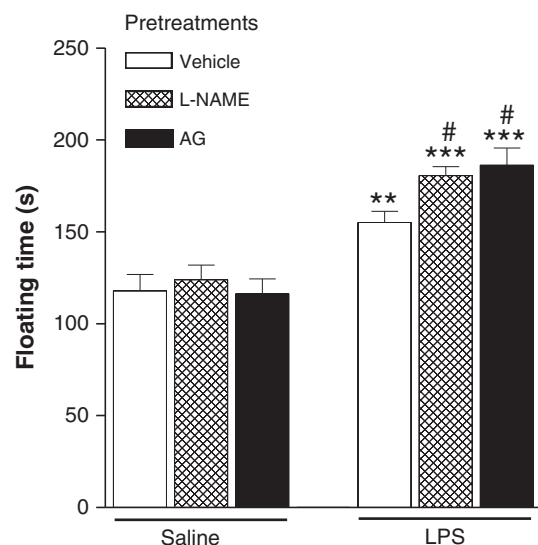 Pretreatments
Vehicle
L-NAME
AG
Floating time (s)
250
200
150
100
50
0
**
#
***
#
***
Saline
LPS